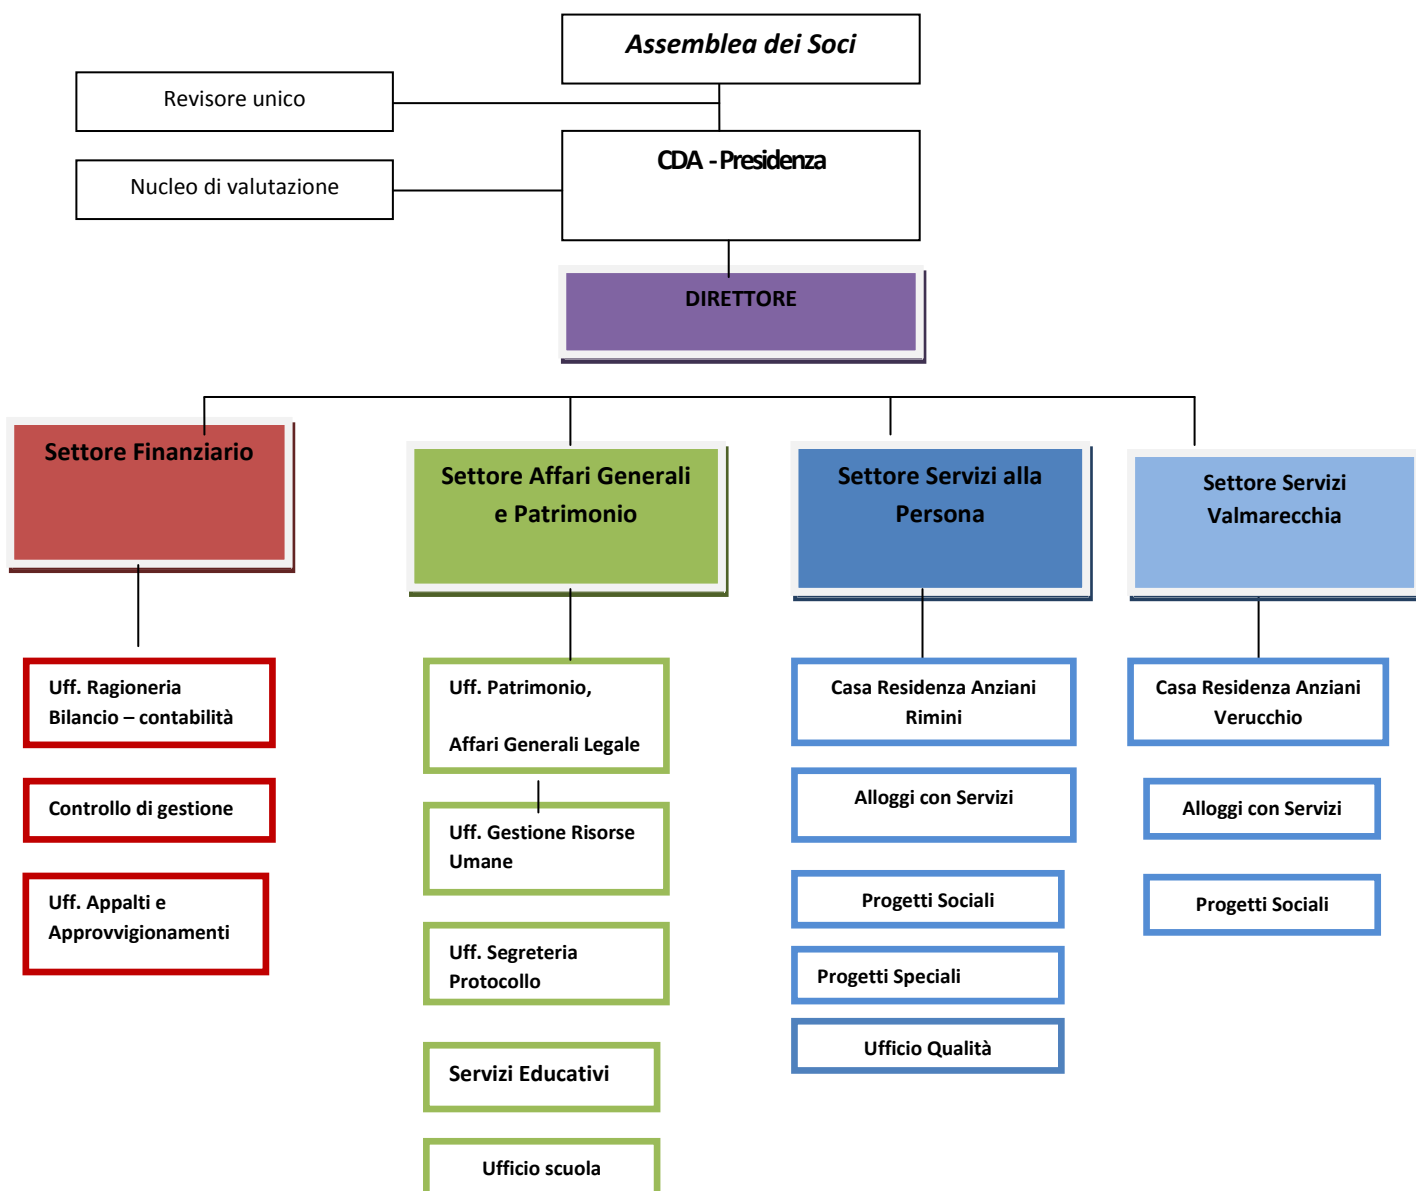 Assemblea dei Soci
Revisore unico
CDA - Presidenza
Nucleo di valutazione
DIRETTORE
Settore Finanziario
Settore Affari Generali
e Patrimonio
Settore Servizi alla
Persona
Settore Servizi
Valmarecchia
Uff. Ragioneria
Bilancio – contabilità
Controllo di gestione
Uff. Appalti e
Approvvigionamenti
Uff. Patrimonio,
Affari Generali Legale
Uff. Gestione Risorse
Umane
Uff. Segreteria
Protocollo
Servizi Educativi
Ufficio scuola
Casa Residenza Anziani
Rimini
Alloggi con Servizi
Progetti Sociali
Progetti Speciali
Ufficio Qualità
Casa Residenza Anziani
Verucchio
Alloggi con Servizi
Progetti Sociali